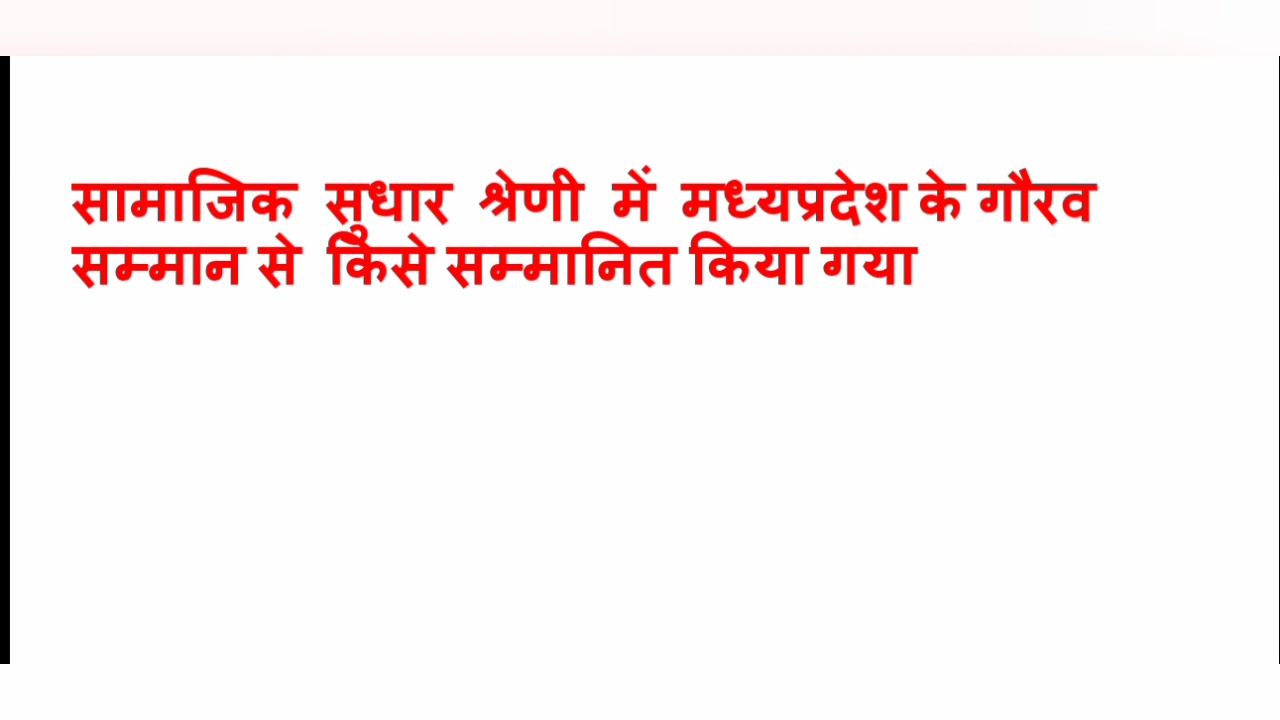 सामाजिक सुधार श्रेणी में मध्यप्रदेश के गौरव
सम्मान से किसे सम्मानित किया गया